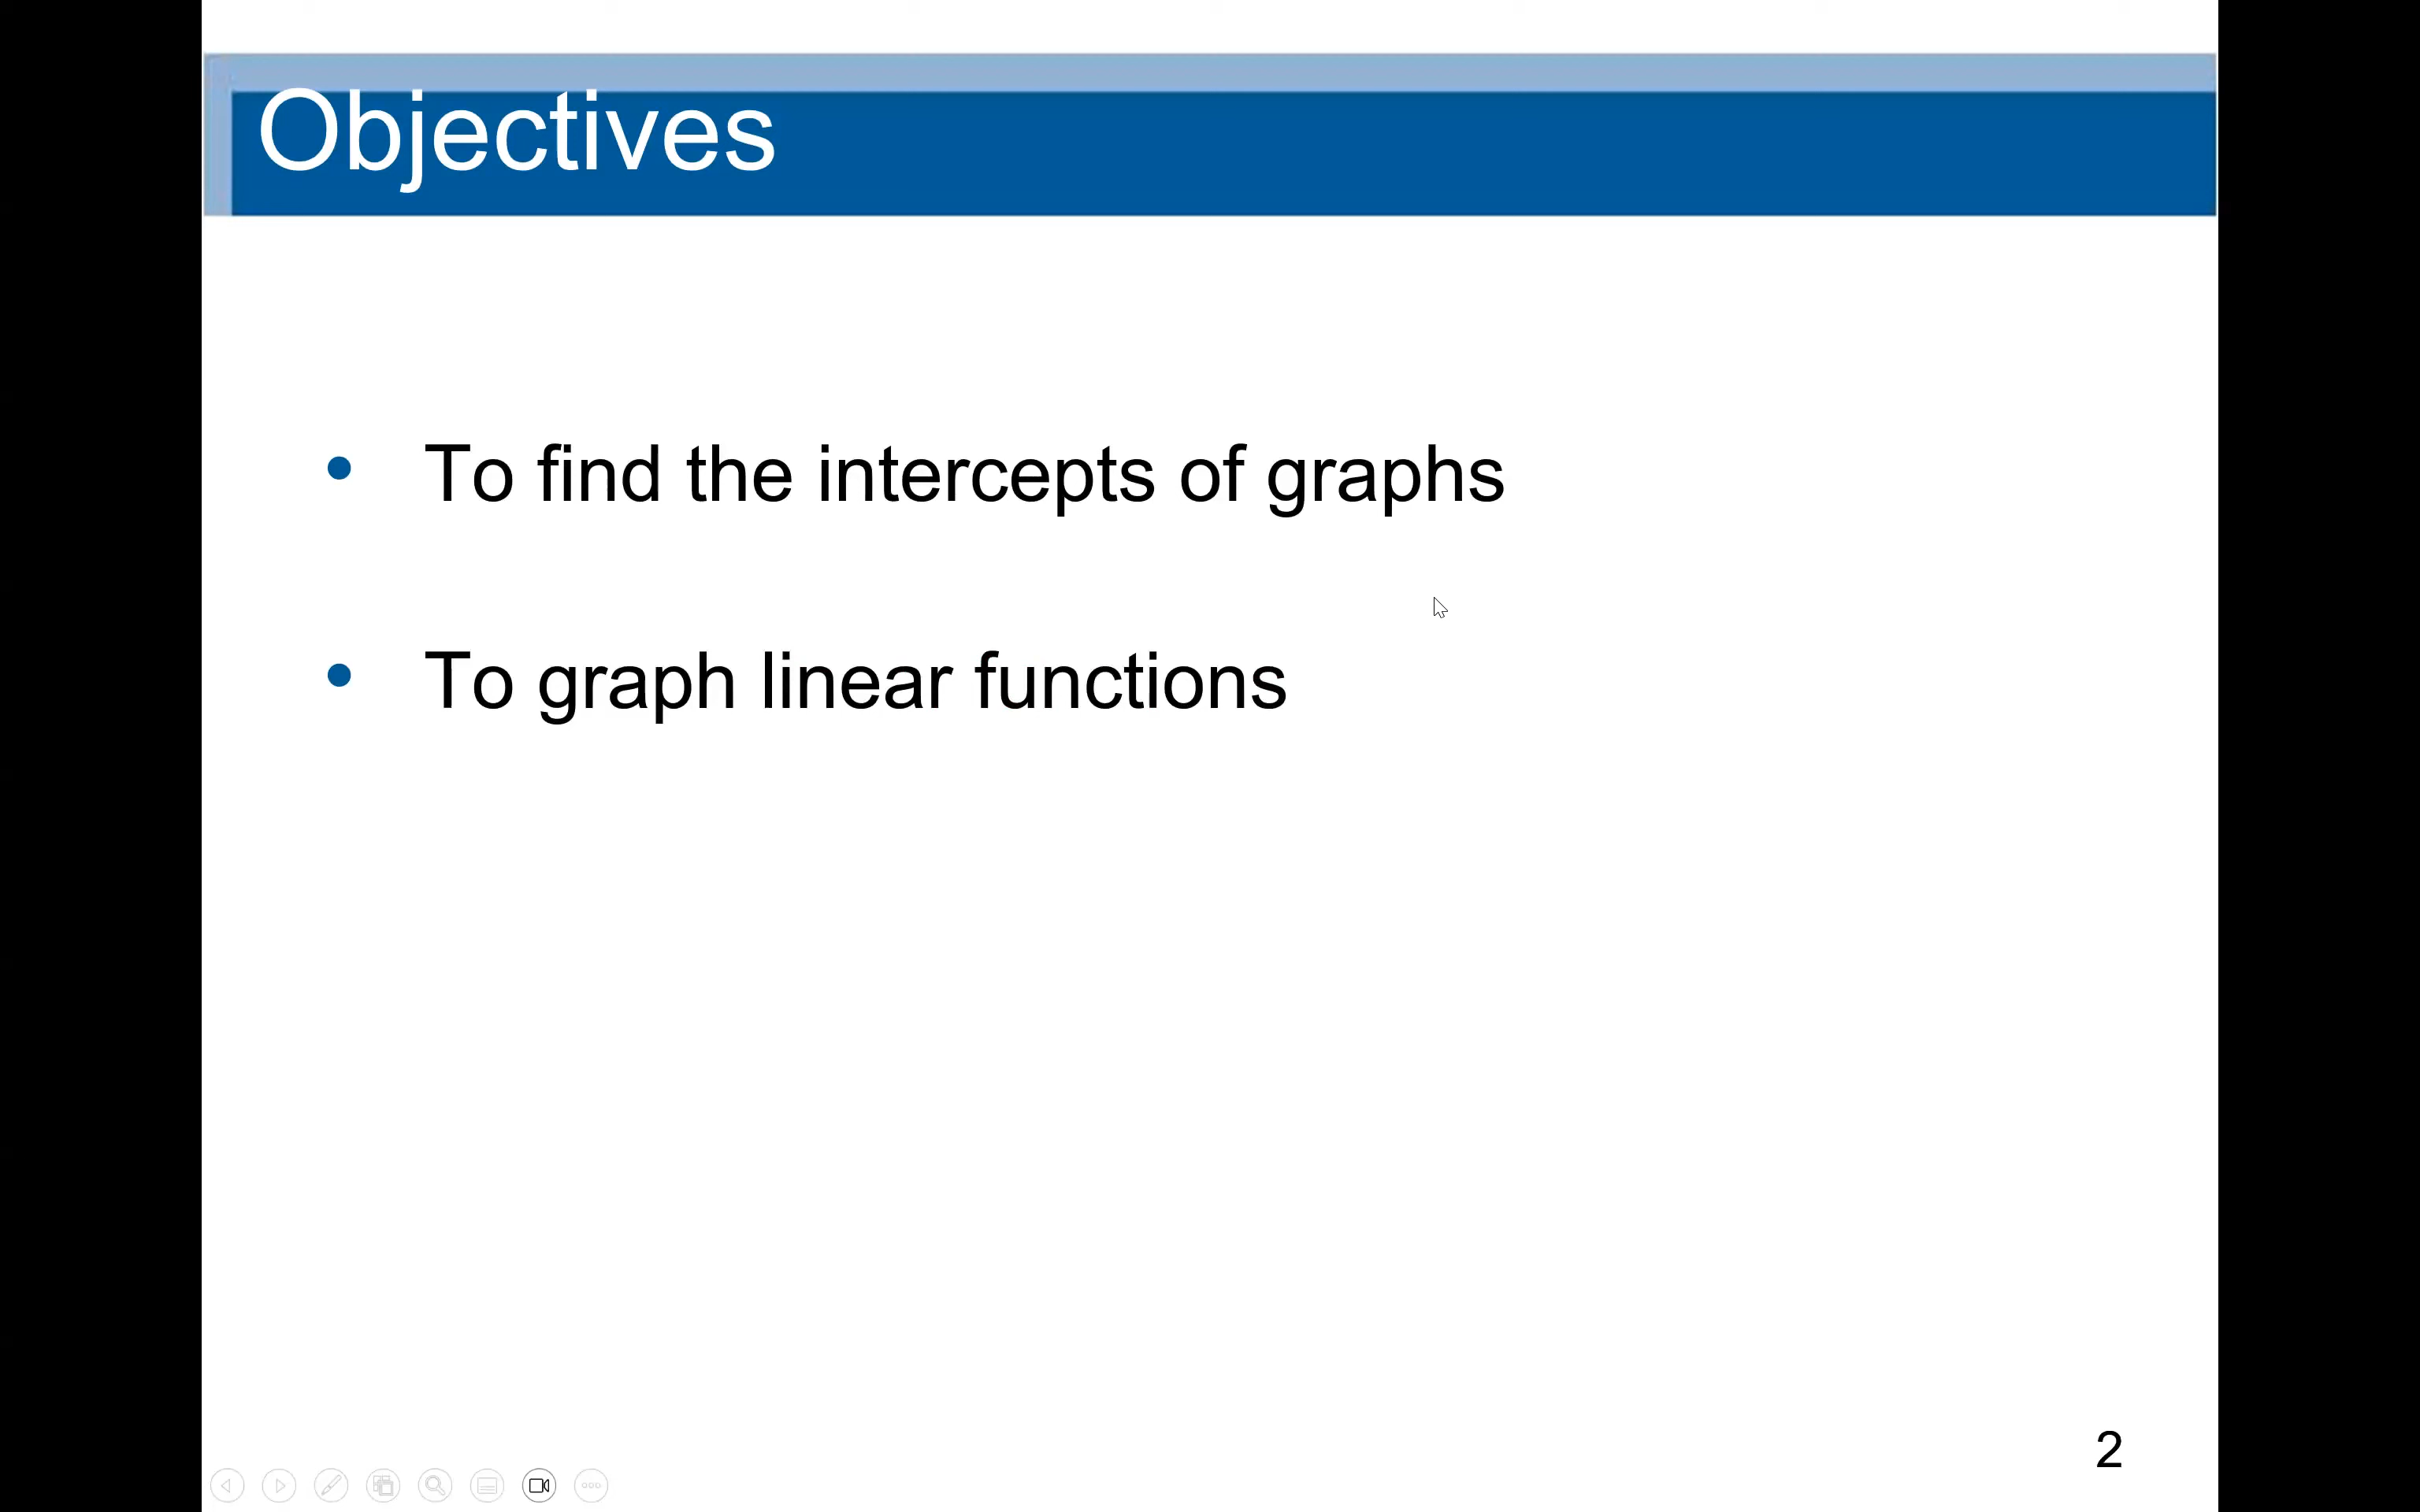 Objectives
• To find the intercepts of graphs
• To graph linear functions
2